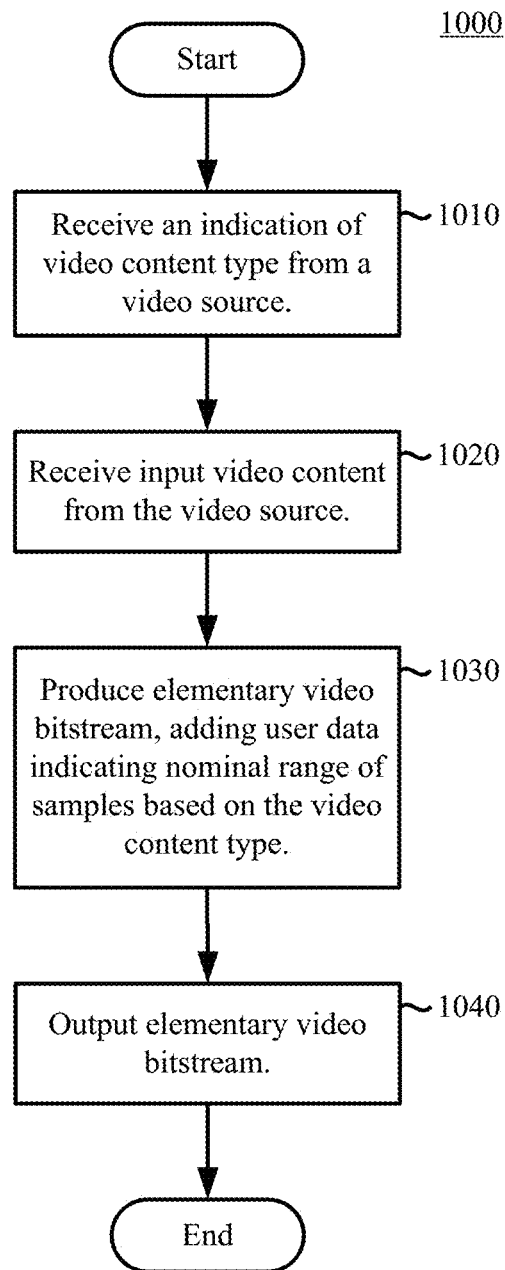 1000
Start
1010
Receive an indication of
video content type from a
video source.
1020
Receive input video content
from the video source.
1030
Produce elementary video
bitstream, adding user data
indicating nominal range of
samples based on the video
content type.
1040
Output elementary video
bitstream.
End